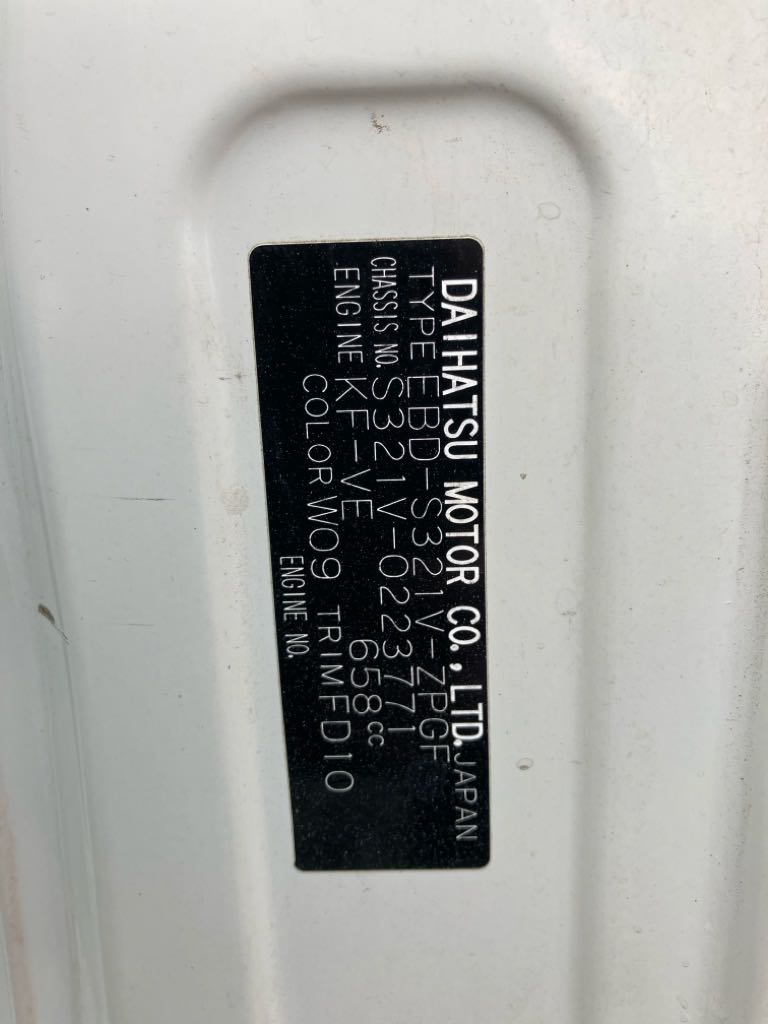 DAIHATSU MOTOR CO., LTD. JAPAN
TYPE EBD-S321V-ZPGF
CHASSIS NO. S321V-0223771
ENGINE KF-VE 658cc
COLOR W09 TRIM FD10
ENGINE NO.